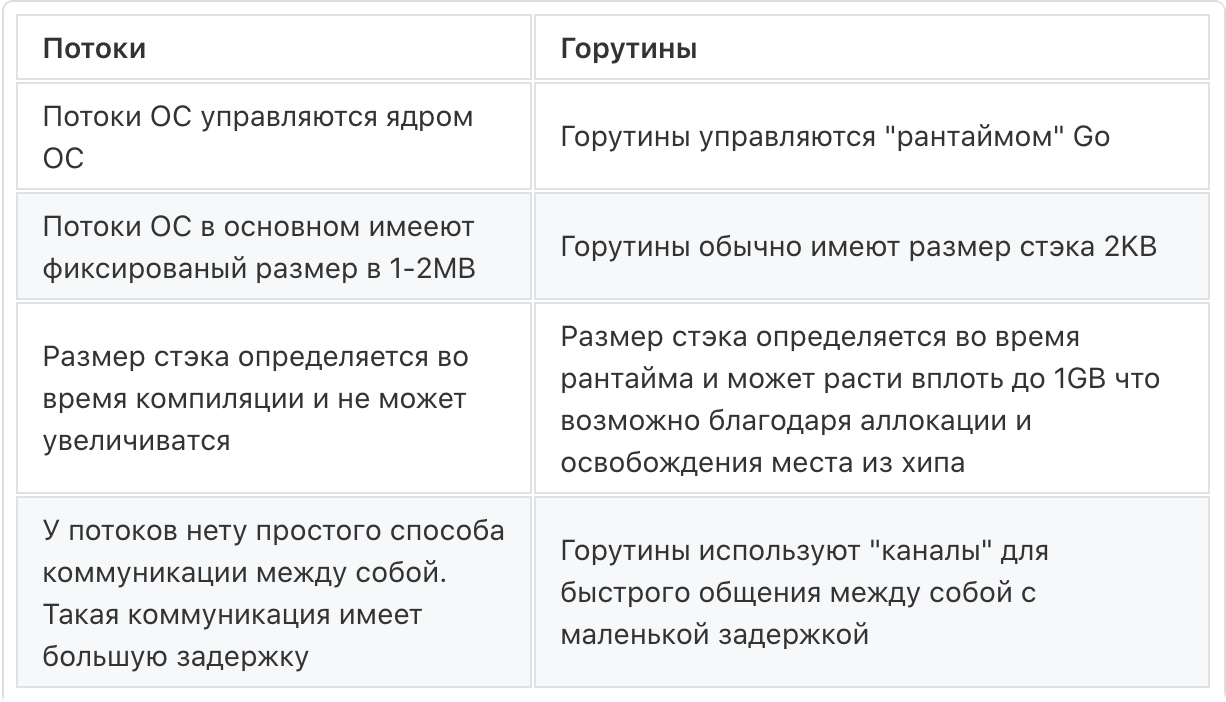 Потоки
Горутины
Потоки ОС управляются ядром
ОС
Горутины управляются "рантаймом" Go
Потоки ОС в основном имееют
фиксированый размер в 1-2MB
Горутины обычно имеют размер стэка 2KB
Размер стэка определяется во
время компиляции и не может
увеличиватся
Размер стэка определяется во время
рантайма и может расти вплоть до 1GB что
возможно благодаря аллокации и
освобождения места из хипа
У потоков нету простого способа
коммуникации между собой.
Такая коммуникация имеет
большую задержку
Горутины используют "каналы" для
быстрого общения между собой с
маленькой задержкой